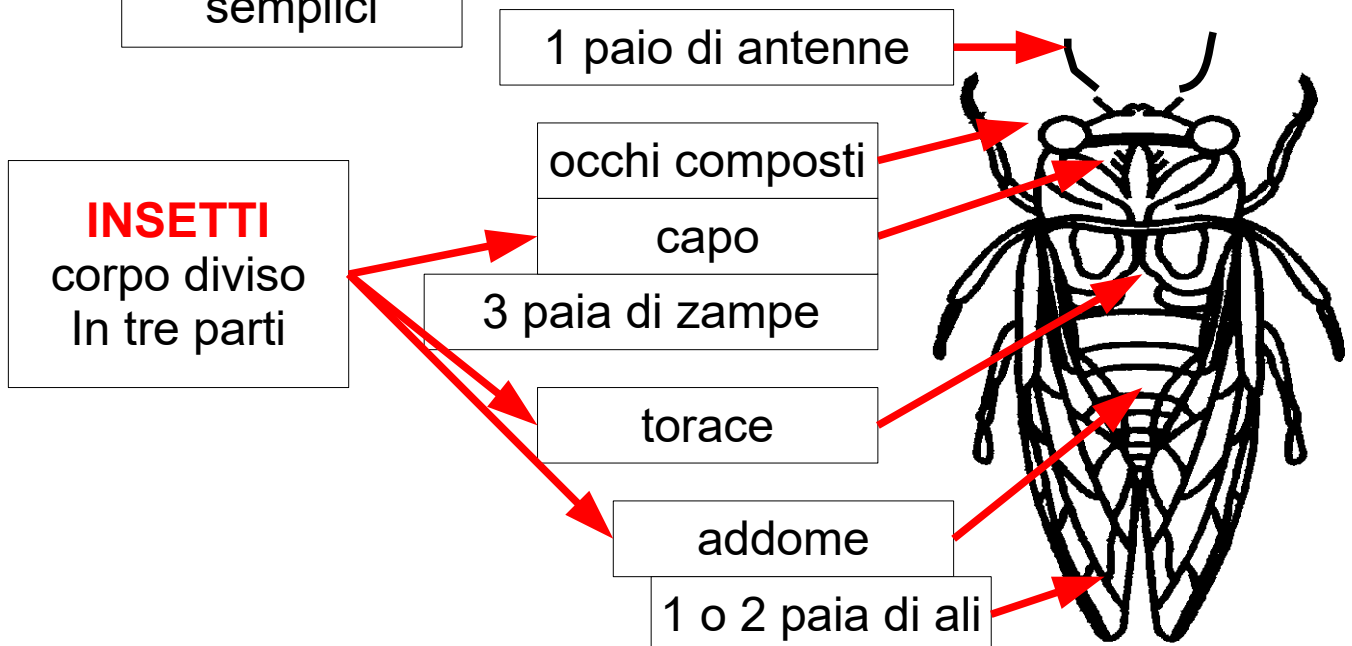 semplici
1 paio di antenne
occhi composti
INSETTI
corpo diviso
In tre parti
capo
3 paia di zampe
torace
addome
1 o 2 paia di ali